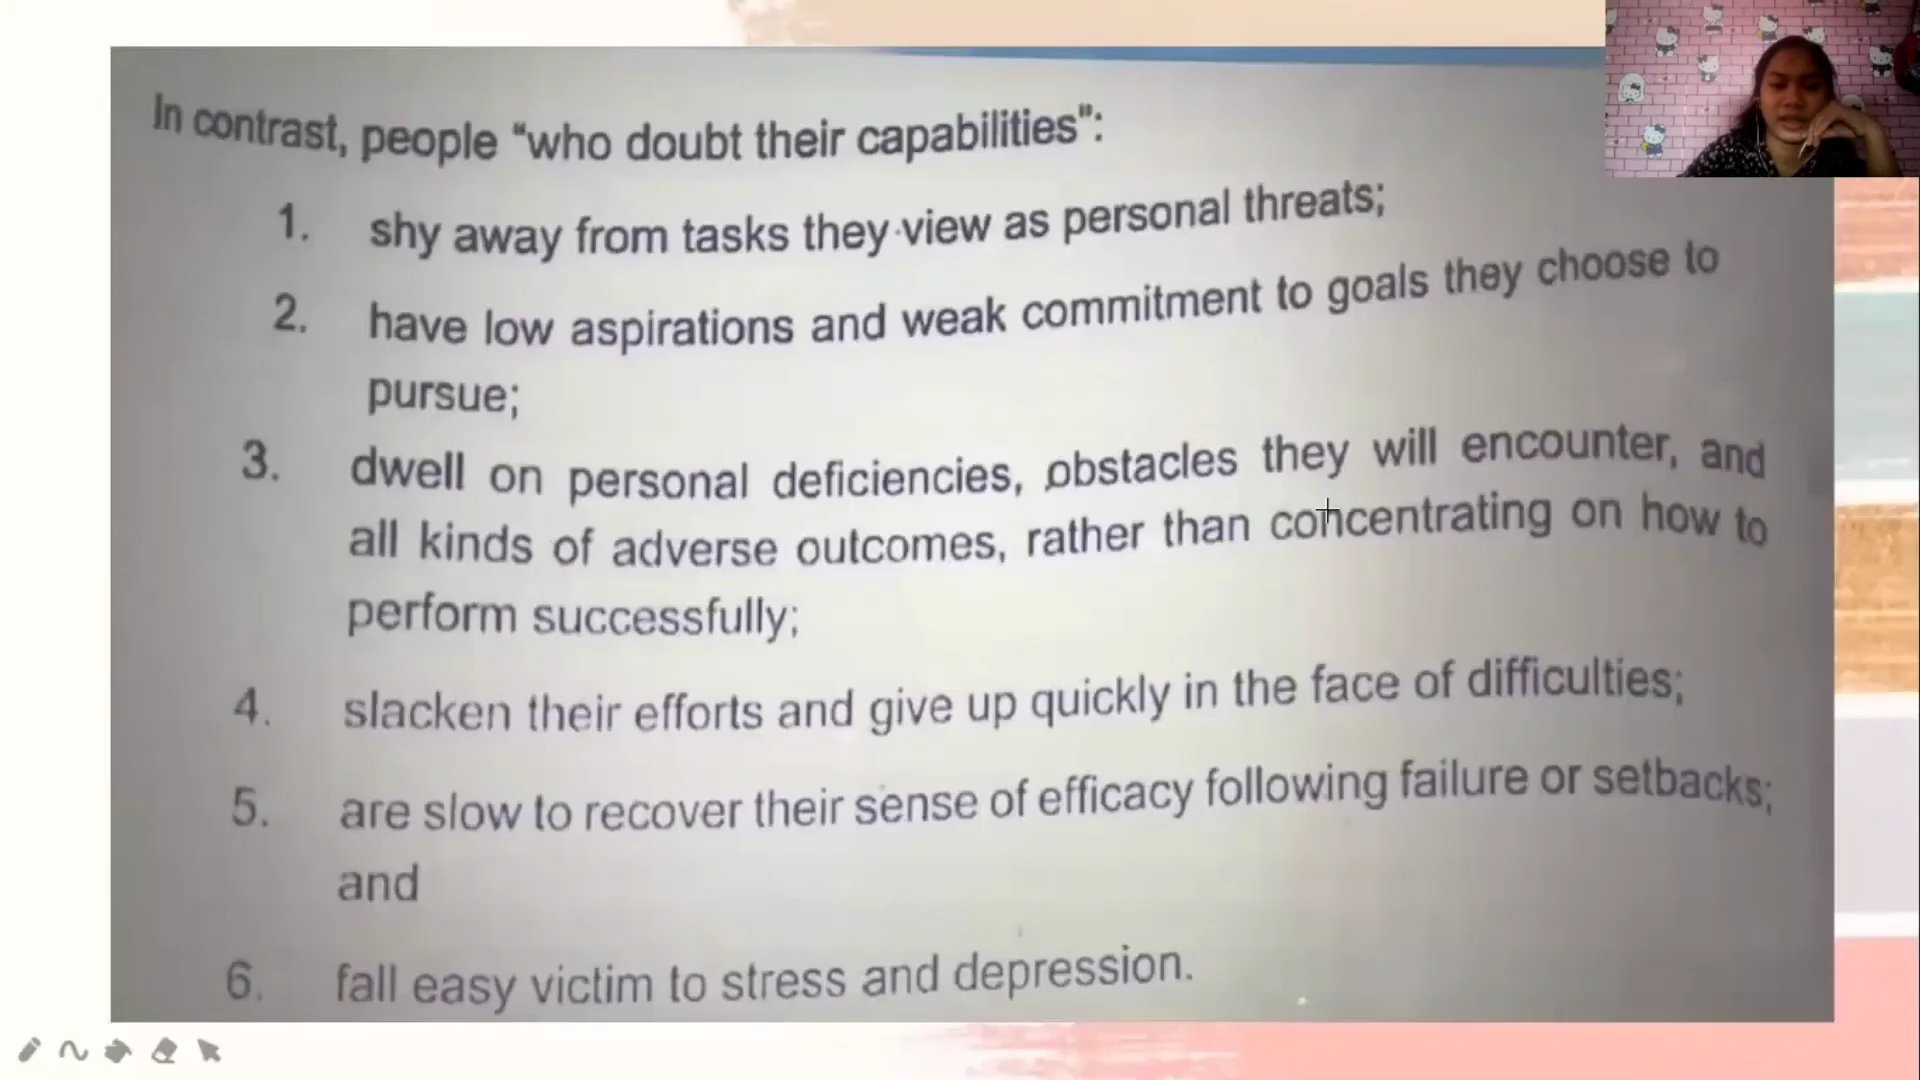 In contrast, people “who doubt their capabilities”:
1. shy away from tasks they view as personal threats;
2. have low aspirations and weak commitment to goals they choose to
pursue;
3. dwell on personal deficiencies, obstacles they will encounter, and
all kinds of adverse outcomes, rather than concentrating on how to
perform successfully;
4. slacken their efforts and give up quickly in the face of difficulties;
5. are slow to recover their sense of efficacy following failure or setbacks;
and
6. fall easy victim to stress and depression.